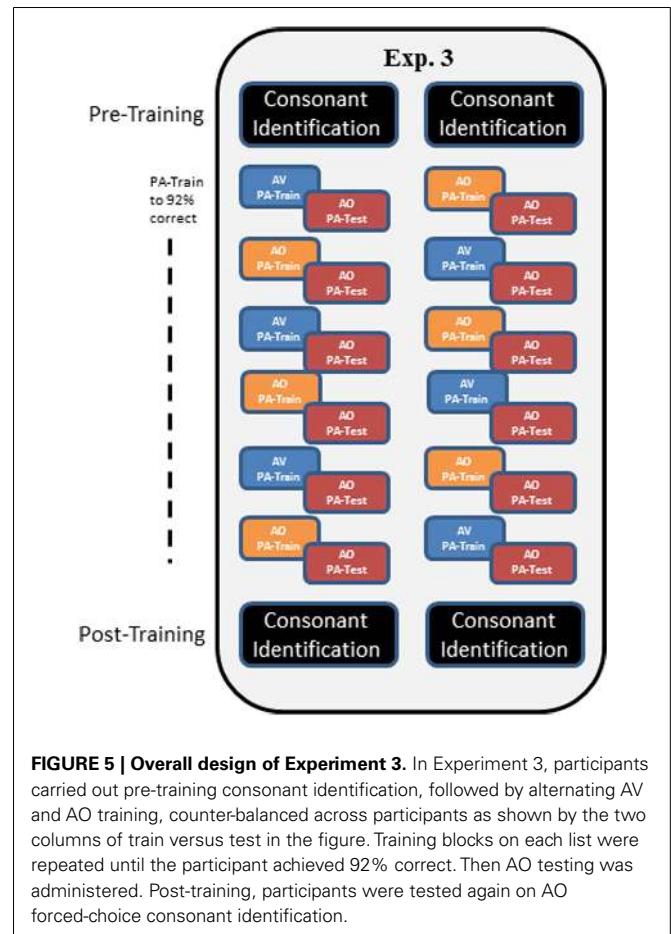 Exp. 3
Pre-Training
Consonant Identification
Consonant Identification
PA-Train
to 92%
correct
AV
PA-Train
AO
PA-Test
AO
PA-Train
AO
PA-Test
AO
PA-Train
AO
PA-Test
AV
PA-Train
AO
PA-Test
AV
PA-Train
AO
PA-Test
AO
PA-Train
AO
PA-Test
AO
PA-Train
AO
PA-Test
AV
PA-Train
AO
PA-Test
AV
PA-Train
AO
PA-Test
AO
PA-Train
AO
PA-Test
AO
PA-Train
AO
PA-Test
AV
PA-Train
AO
PA-Test
Post-Training
Consonant
Identification
Consonant
Identification
FIGURE 5 | Overall design of Experiment 3. In Experiment 3, participants
carried out pre-training consonant identification, followed by alternating AV
and AO training, counter-balanced across participants as shown by the two
columns of train versus test in the figure. Training blocks on each list were
repeated until the participant achieved 92% correct. Then AO testing was
administered. Post-training, participants were tested again on AO
forced-choice consonant identification.